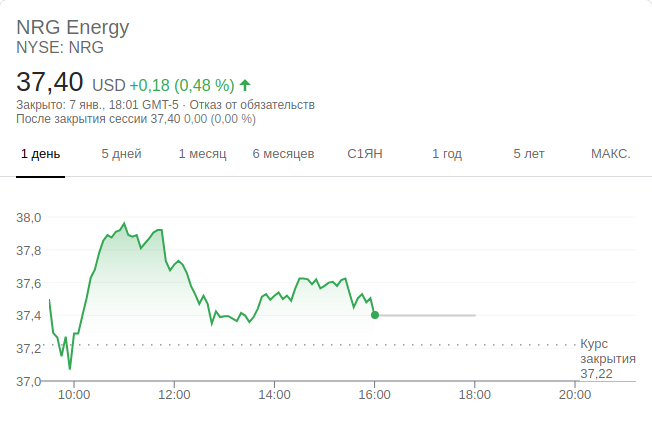 NRG Energy
NYSE: NRG
37,40 USD +0,18 (0,48 %)
Закрыто: 7 янв., 18:01 GMT-5 · Отказ от обязательств
После закрытия сессии 37,40 0,00 (0,00 %)
1 день 5 дней 1 месяц 6 месяцев С1ЯН 1 год 5 лет МАКС.
38,0
37,8
37,6
37,4
37,2
37,0
Курс
закрытия
37,22
10:00 12:00 14:00 16:00 18:00 20:00